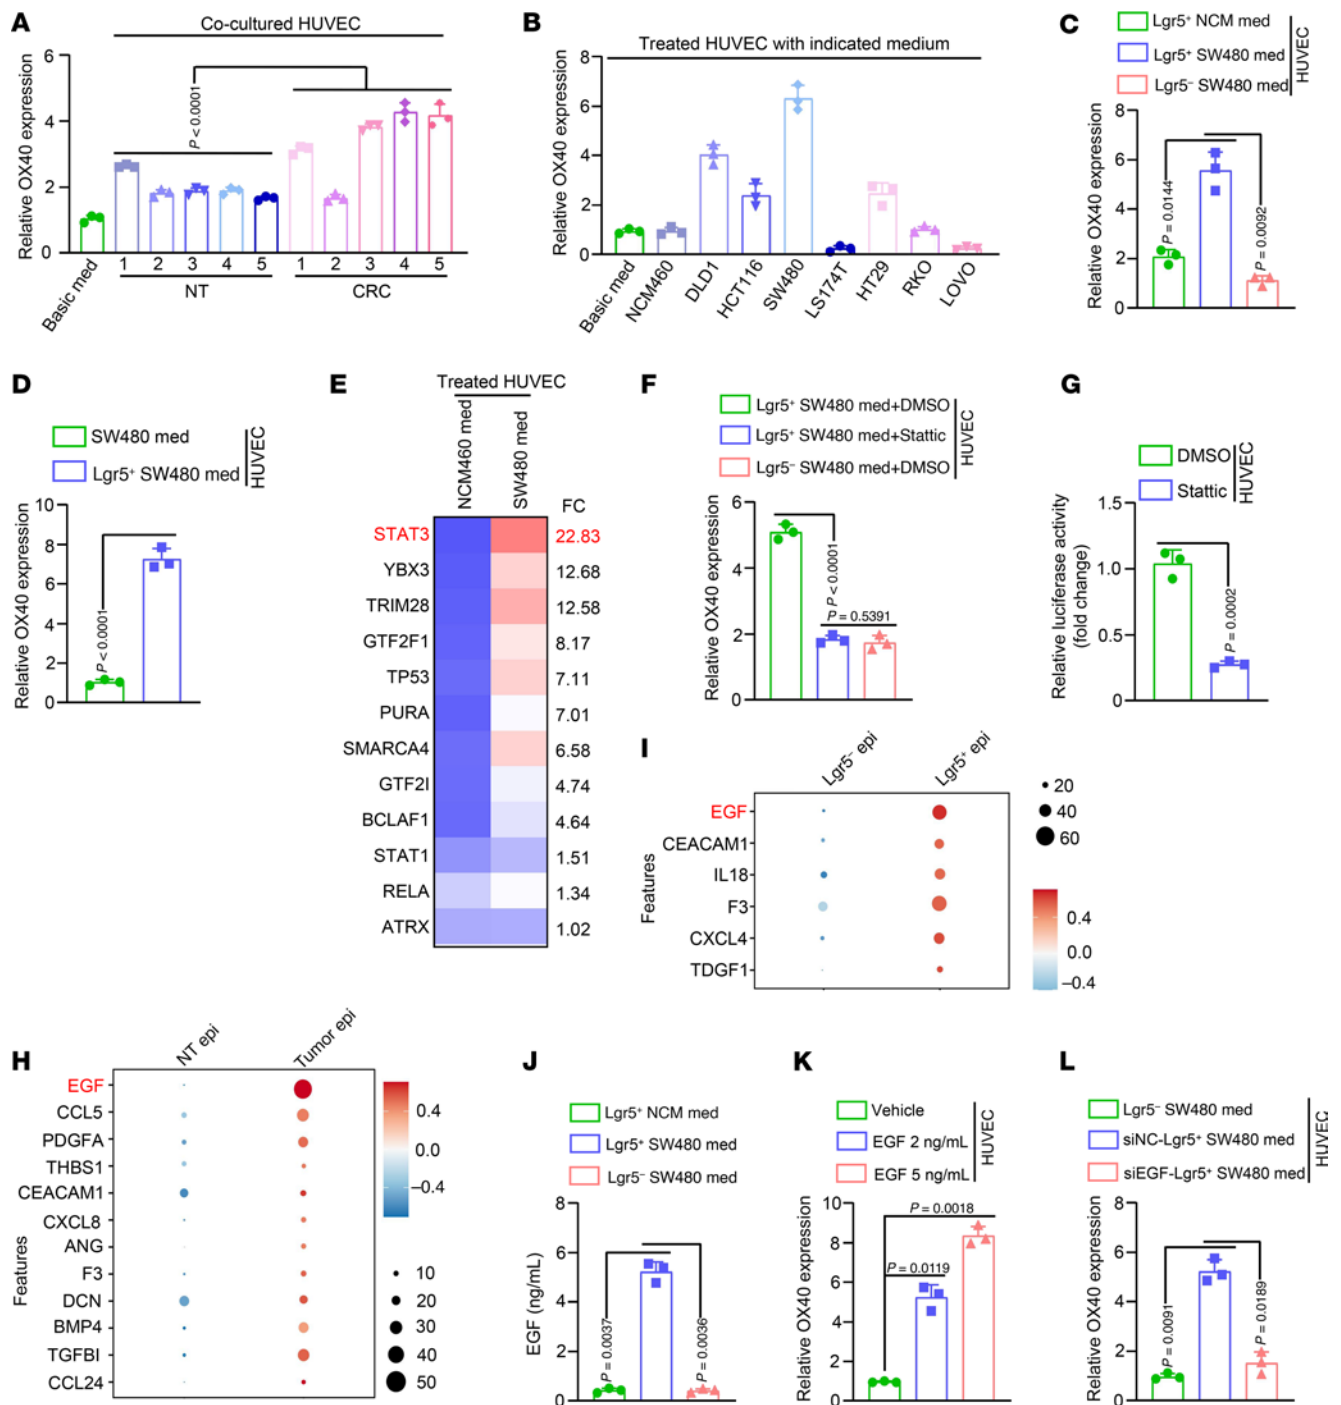 A
Co-cultured HUVEC
Relative OX40 expression
6
4
2
0
P < 0.0001
Basic med
1 2 3 4 5
1 2 3 4 5
NT
CRC
B
Treated HUVEC with indicated medium
Relative OX40 expression
8
6
4
2
0
Basic med
NCM460
DLD1
HCT116
SW480
LS174T
HT29
RKO
LOVO
C
Lgr5⁺ NCM med
Lgr5⁺ SW480 med
Lgr5⁻ SW480 med
HUVEC
Relative OX40 expression
8
6
4
2
0
P = 0.0144
P = 0.0092
D
SW480 med
Lgr5⁺ SW480 med
HUVEC
Relative OX40 expression
10
8
6
4
2
0
P < 0.0001
E
Treated HUVEC
NCM460 med
SW480 med
FC
STAT3 22.83
YBX3 12.68
TRIM28 12.58
GTF2F1 8.17
TP53 7.11
PURA 7.01
SMARCA4 6.58
GTF2I 4.74
BCLAF1 4.64
STAT1 1.51
RELA 1.34
ATRX 1.02
F
Lgr5⁺ SW480 med+DMSO
Lgr5⁺ SW480 med+Stattic
Lgr5⁻ SW480 med+DMSO
HUVEC
Relative OX40 expression
6
4
2
0
P < 0.0001
P = 0.5391
G
DMSO
Stattic
HUVEC
Relative luciferase activity
(fold change)
1.5
1.0
0.5
0
P = 0.0002
I
Lgr5⁻ epi
Lgr5⁺ epi
Features
EGF
CEACAM1
IL18
F3
CXCL4
TDGF1
20
40
60
0.4
0.0
–0.4
H
NT epi
Tumor epi
Features
EGF
CCL5
PDGFA
THBS1
CEACAM1
CXCL8
ANG
F3
DCN
BMP4
TGFBI
CCL24
0.4
0.0
–0.4
10
20
30
40
50
J
Lgr5⁺ NCM med
Lgr5⁺ SW480 med
Lgr5⁻ SW480 med
EGF (ng/mL)
8
6
4
2
0
P = 0.0037
P = 0.0036
K
Vehicle
EGF 2 ng/mL
EGF 5 ng/mL
HUVEC
Relative OX40 expression
10
8
6
4
2
0
P = 0.0018
P = 0.0119
L
Lgr5⁻ SW480 med
siNC-Lgr5⁺ SW480 med
siEGF-Lgr5⁺ SW480 med
HUVEC
Relative OX40 expression
8
6
4
2
0
P = 0.0091
P = 0.0189